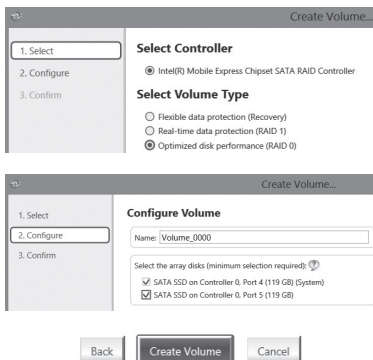 Create Volume...
1. Select
2. Configure
3. Confirm
Select Controller
Intel(R) Mobile Express Chipset SATA RAID Controller
Select Volume Type
Flexible data protection (Recovery)
Real-time data protection (RAID 1)
Optimized disk performance (RAID 0)
Create Volume...
1. Select
2. Configure
3. Confirm
Configure Volume
Name: Volume_0000
Select the array disks (minimum selection required): ?
SATA SSD on Controller 0, Port 4 (119 GB) (System)
SATA SSD on Controller 0, Port 5 (119 GB)
Back
Create Volume
Cancel